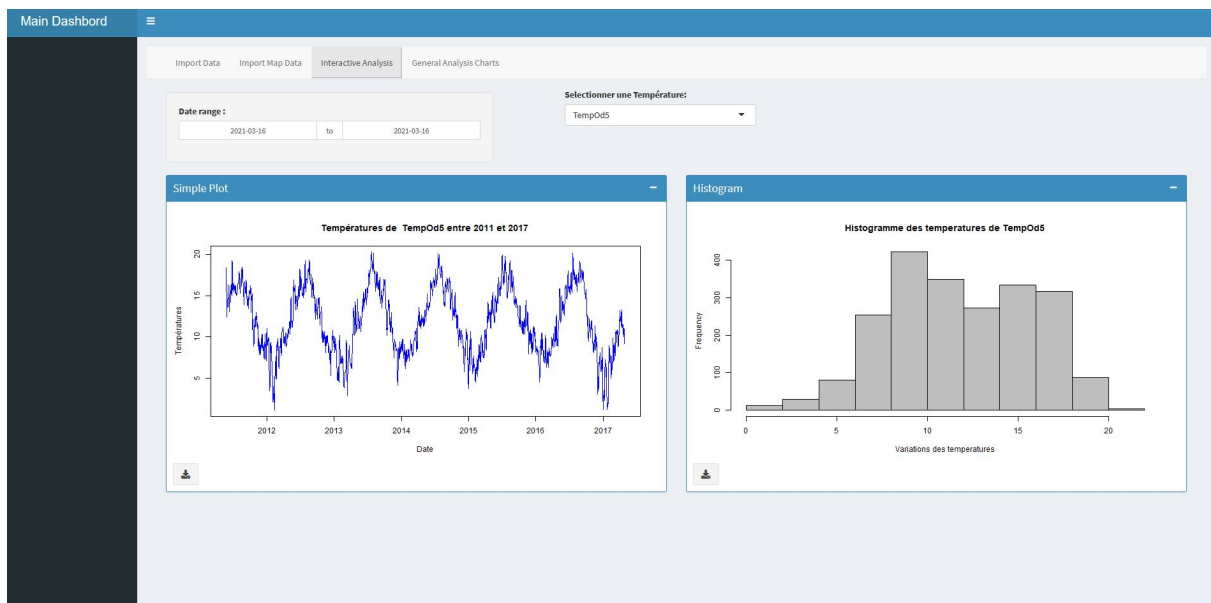 Main Dashbord
Import Data Import Map Data Interactive Analysis General Analysis Charts
Date range :
2021-03-16 to 2021-03-16
Selectionner une Température:
TempOd5
Simple Plot
Températures de TempOd5 entre 2011 et 2017
Températures
20
15
10
5
2012 2013 2014 2015 2016 2017
Date
Histogram
Histogramme des temperatures de TempOd5
Frequency
400
300
200
100
0
0 5 10 15 20
Variations des temperatures